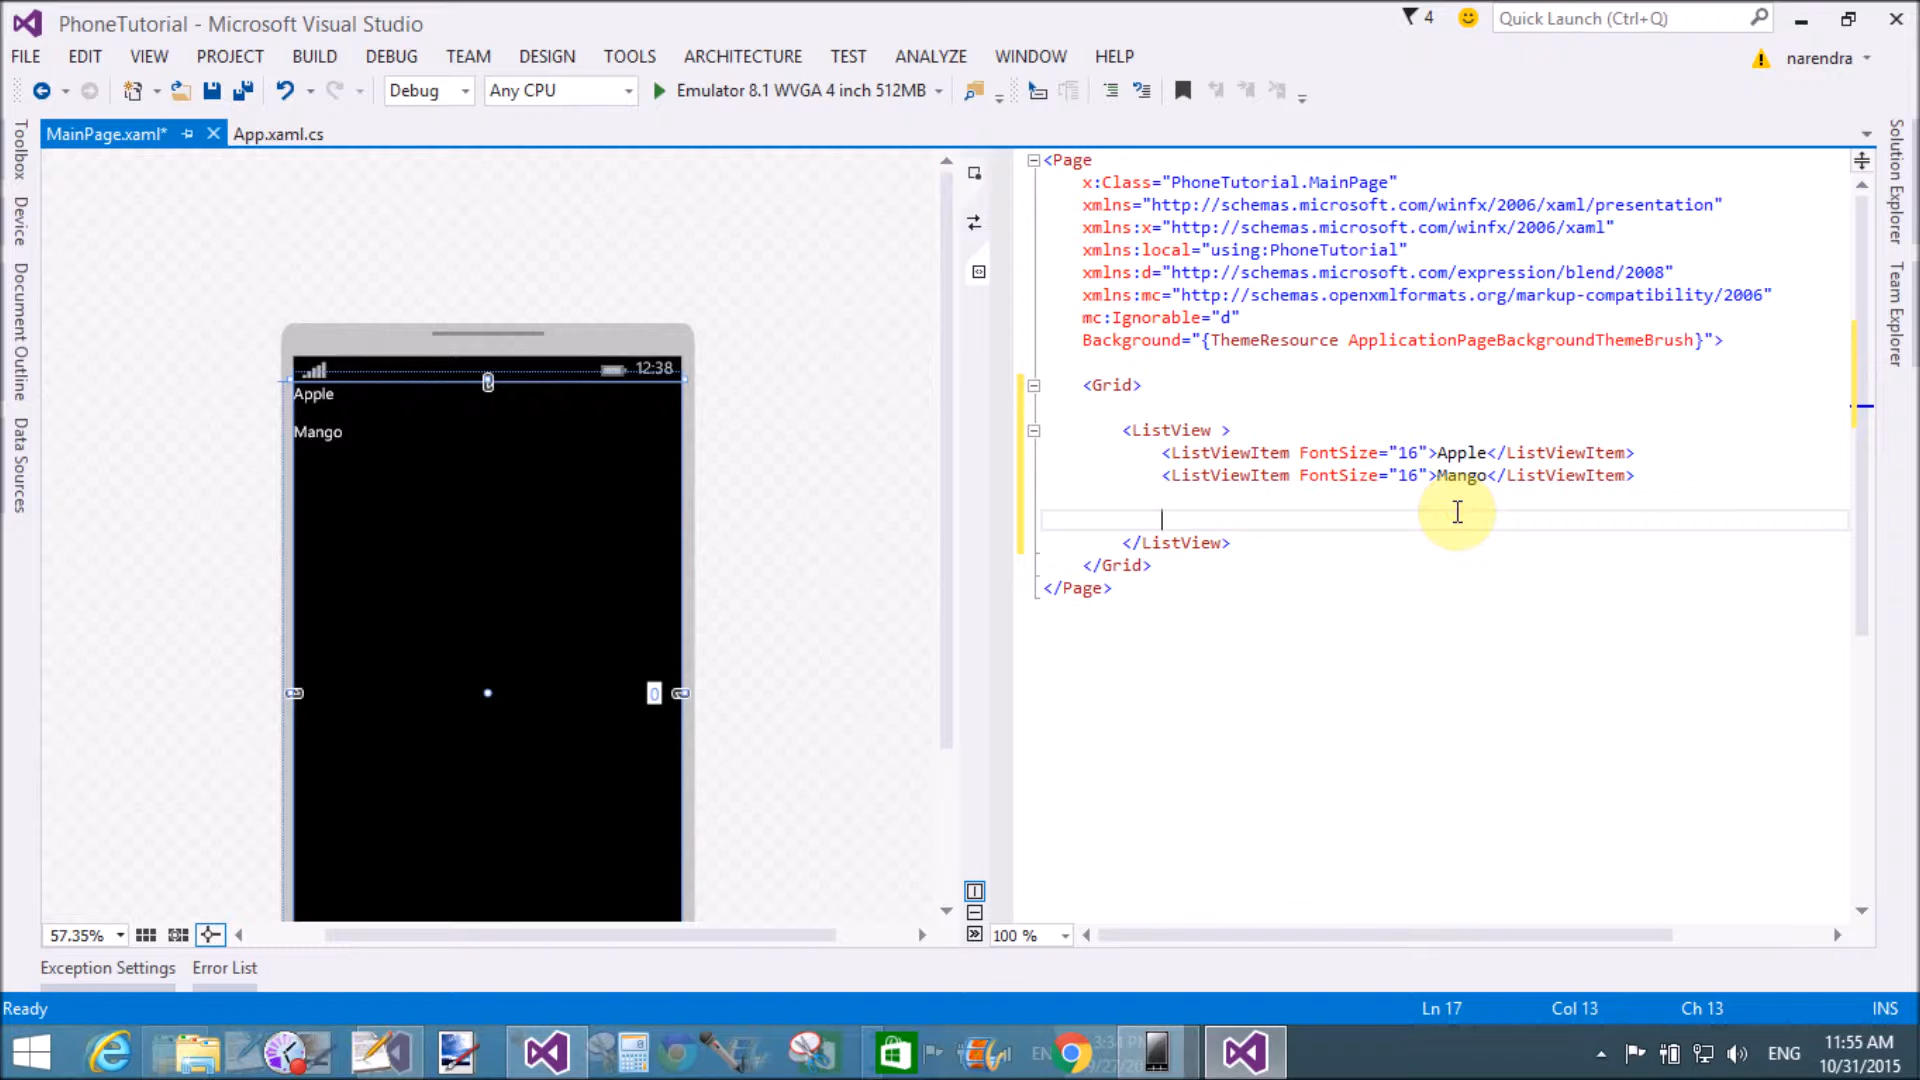 PhoneTutorial - Microsoft Visual Studio
4
Quick Launch (Ctrl+Q)
FILE EDIT VIEW PROJECT BUILD DEBUG TEAM DESIGN TOOLS ARCHITECTURE TEST ANALYZE WINDOW HELP
narendra
Debug
Any CPU
Emulator 8.1 WVGA 4 inch 512MB
MainPage.xaml*
App.xaml.cs
Toolbox
Device
Document Outline
Data Sources
12:38
Apple
Mango
0
<Page
x:Class="PhoneTutorial.MainPage"
xmlns="http://schemas.microsoft.com/winfx/2006/xaml/presentation"
xmlns:x="http://schemas.microsoft.com/winfx/2006/xaml"
xmlns:local="using:PhoneTutorial"
xmlns:d="http://schemas.microsoft.com/expression/blend/2008"
xmlns:mc="http://schemas.openxmlformats.org/markup-compatibility/2006"
mc:Ignorable="d"
Background="{ThemeResource ApplicationPageBackgroundThemeBrush}">
<Grid>
<ListView >
<ListViewItem FontSize="16">Apple</ListViewItem>
<ListViewItem FontSize="16">Mango</ListViewItem>
</ListView>
</Grid>
</Page>
Solution Explorer
Team Explorer
57.35%
100 %
Exception Settings
Error List
Ready
Ln 17
Col 13
Ch 13
INS
ENG
11:55 AM
10/31/2015